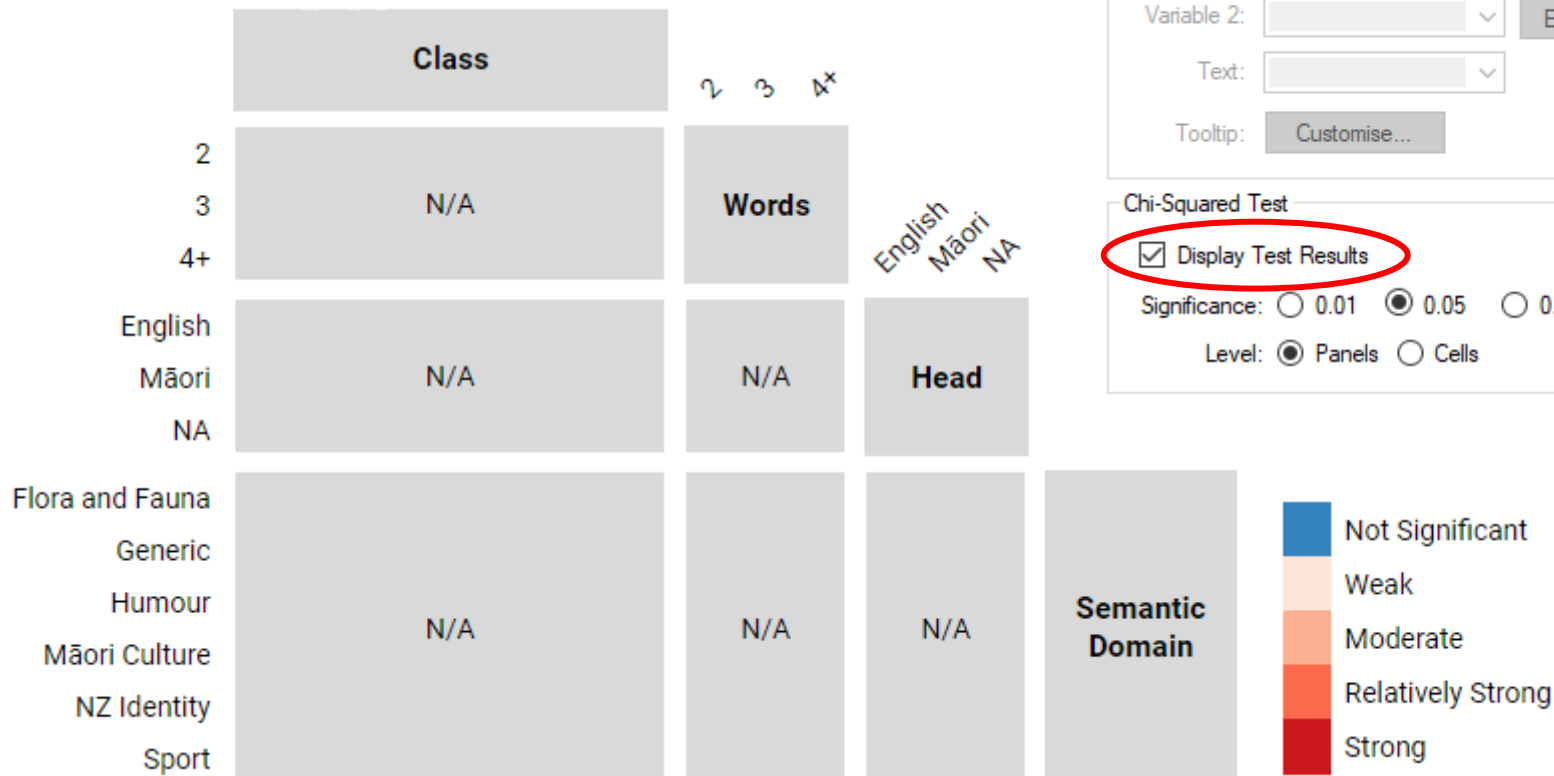 Variable 2:
Class
2 3 4+
Text:
Tooltip: Customise...
2
3
4+
N/A
Words
English Māori NA
Chi-Squared Test
Display Test Results
Significance: 0.01 0.05
Level: Panels Cells
English
Māori
NA
N/A
N/A
Head
Flora and Fauna
Generic
Humour
Māori Culture
NZ Identity
Sport
N/A
N/A
N/A
Semantic
Domain
Not Significant
Weak
Moderate
Relatively Strong
Strong